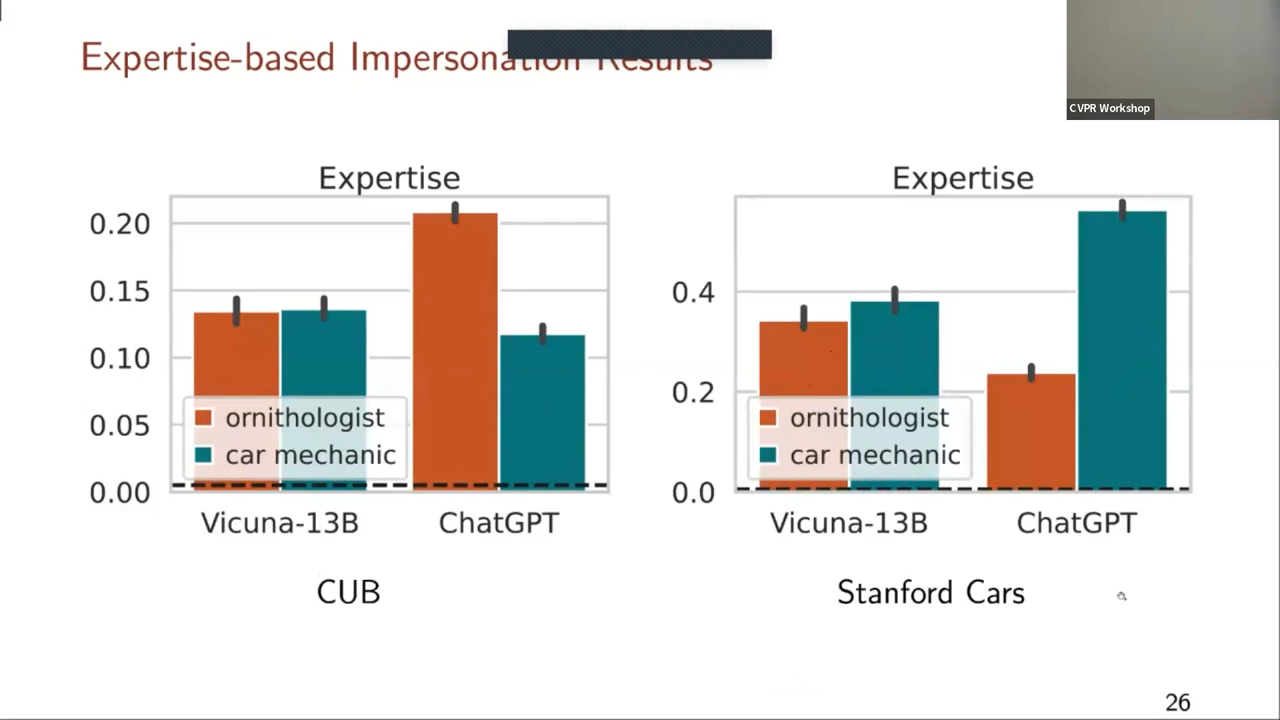 Expertise-based Impersonation Results
CVPR Workshop
Expertise
0.20
0.15
0.10
0.05
0.00
ornithologist
car mechanic
Vicuna-13B
ChatGPT
CUB
Expertise
0.4
0.2
0.0
ornithologist
car mechanic
Vicuna-13B
ChatGPT
Stanford Cars
26